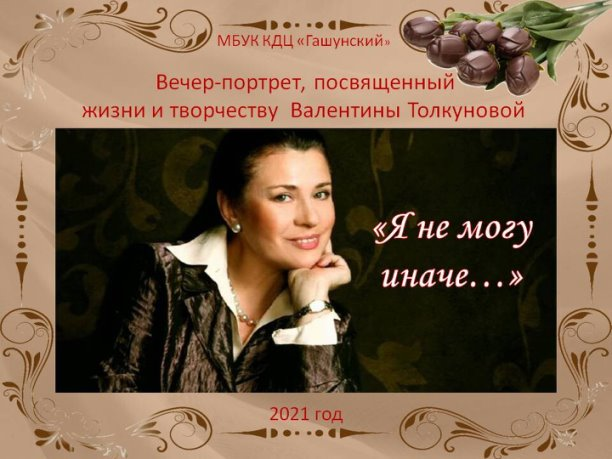 МБУК КДЦ «Гашунский»
Вечер-портрет, посвященный
жизни и творчеству Валентины Толкуновой
«Я не могу
иначе...»
2021 год